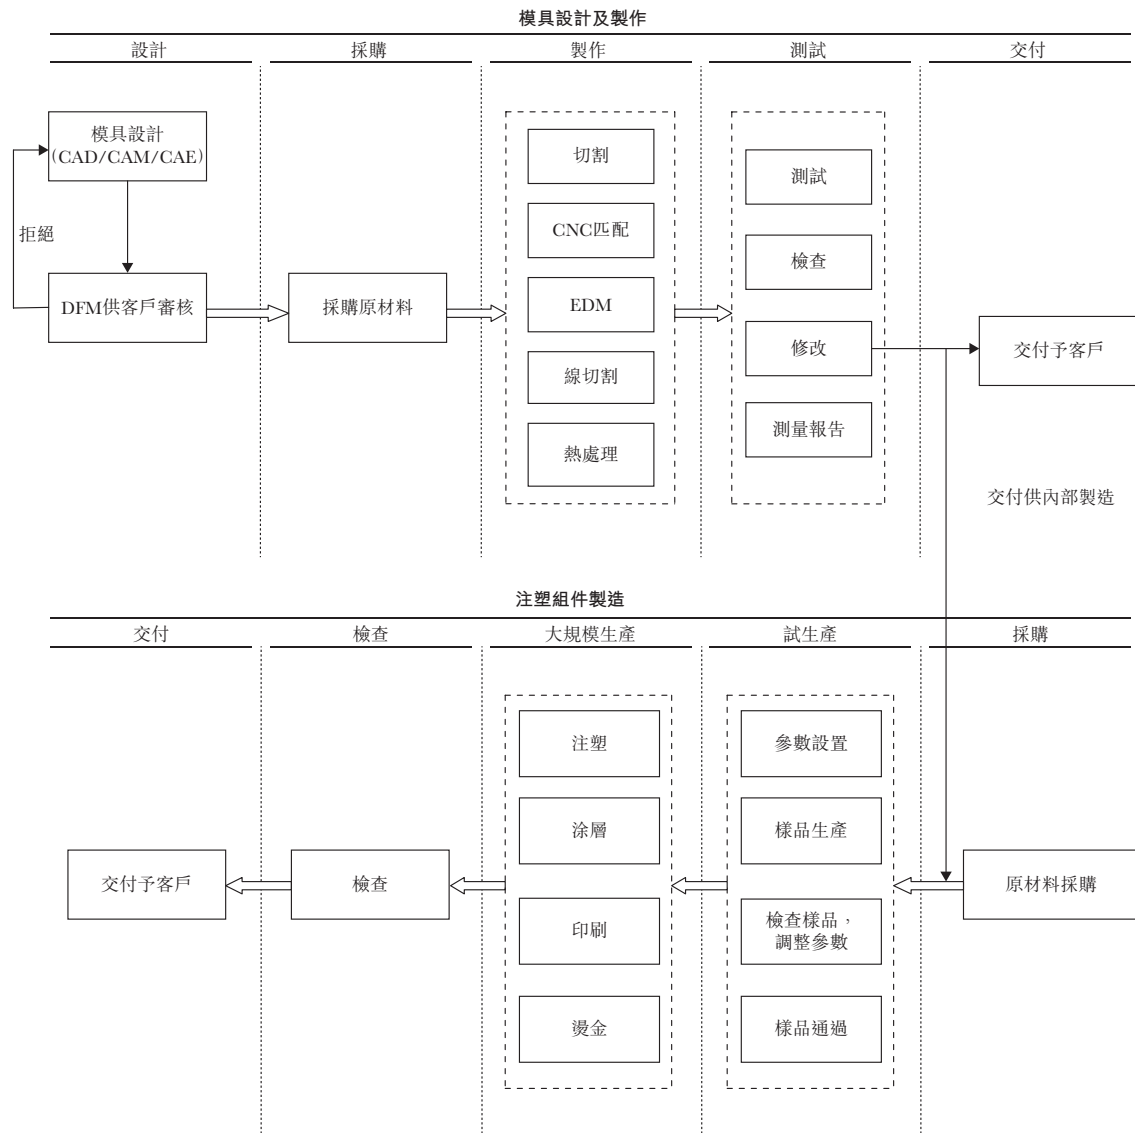 模具設計及製作
設計
採購
製作
測試
交付
模具設計
(CAD/CAM/CAE)
拒絕
DFM供客戶審核
採購原材料
切割
CNC匹配
EDM
線切割
熱處理
測試
檢查
修改
測量報告
交付予客戶
交付供內部製造
注塑組件製造
交付
檢查
大規模生產
試生產
採購
交付予客戶
檢查
注塑
涂層
印刷
燙金
參數設置
樣品生產
檢查樣品，
調整參數
樣品通過
原材料採購